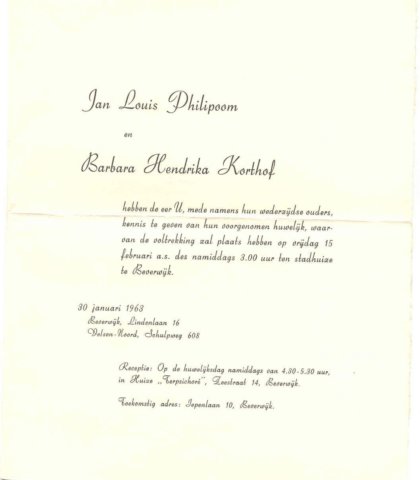 Jan Louis Philipoom
en
Barbara Hendrika Korthof
hebben de eer U, mede namens hun wederzijdse ouders,
kennis te geven van hun voorgenomen huwelijk, waar-
van de voltrekking zal plaats hebben op vrijdag 15
februari a.s. des namiddags 3.00 uur ten stadhuize
te Beverwijk.
30 januari 1963
Beverwijk, Lindenlaan 16
Velsen-Noord, Schulpweg 608
Receptie: Op de huwelijksdag namiddags van 4.30-5.30 uur,
in Huize „Terpsichoré", Zeestraat 14, Beverwijk.
Toekomstig adres: Iepenlaan 10, Beverwijk.